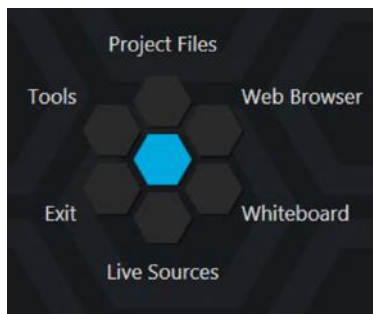 Project Files
Tools
Web Browser
Exit
Whiteboard
Live Sources